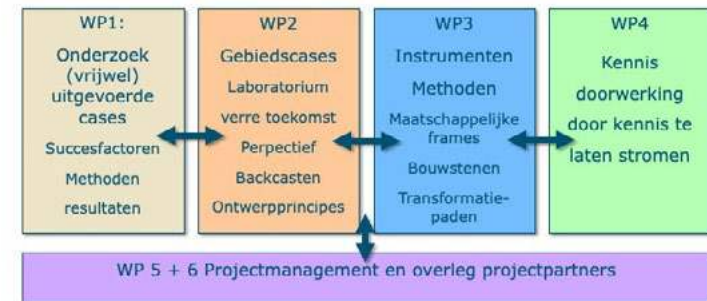 WP1:
Onderzoek
(vrijwel)
uitgevoerde
cases
Succesfactoren
Methoden
resultaten
WP2
Gebiedscases
Laboratorium
verre toekomst
Perpectief
Backcasten
Ontwerpprincipes
WP3
Instrumenten
Methoden
Maatschappelijke
frames
Bouwstenen
Transformatie-
paden
WP4
Kennis
doorwerking
door kennis te
laten stromen
WP 5 + 6 Projectmanagement en overleg projectpartners